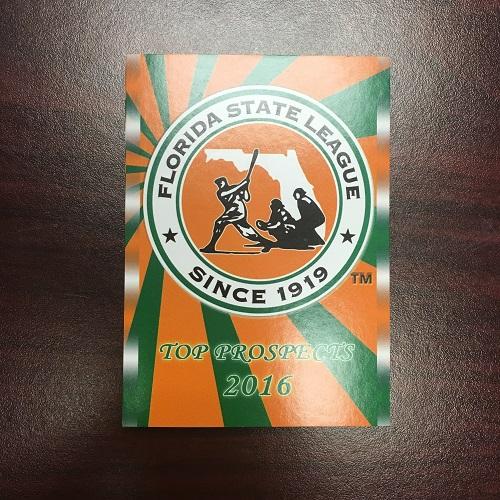 FLORIDA STATE LEAGUE
SINCE 1919
TM
TOP PROSPECTS
2016